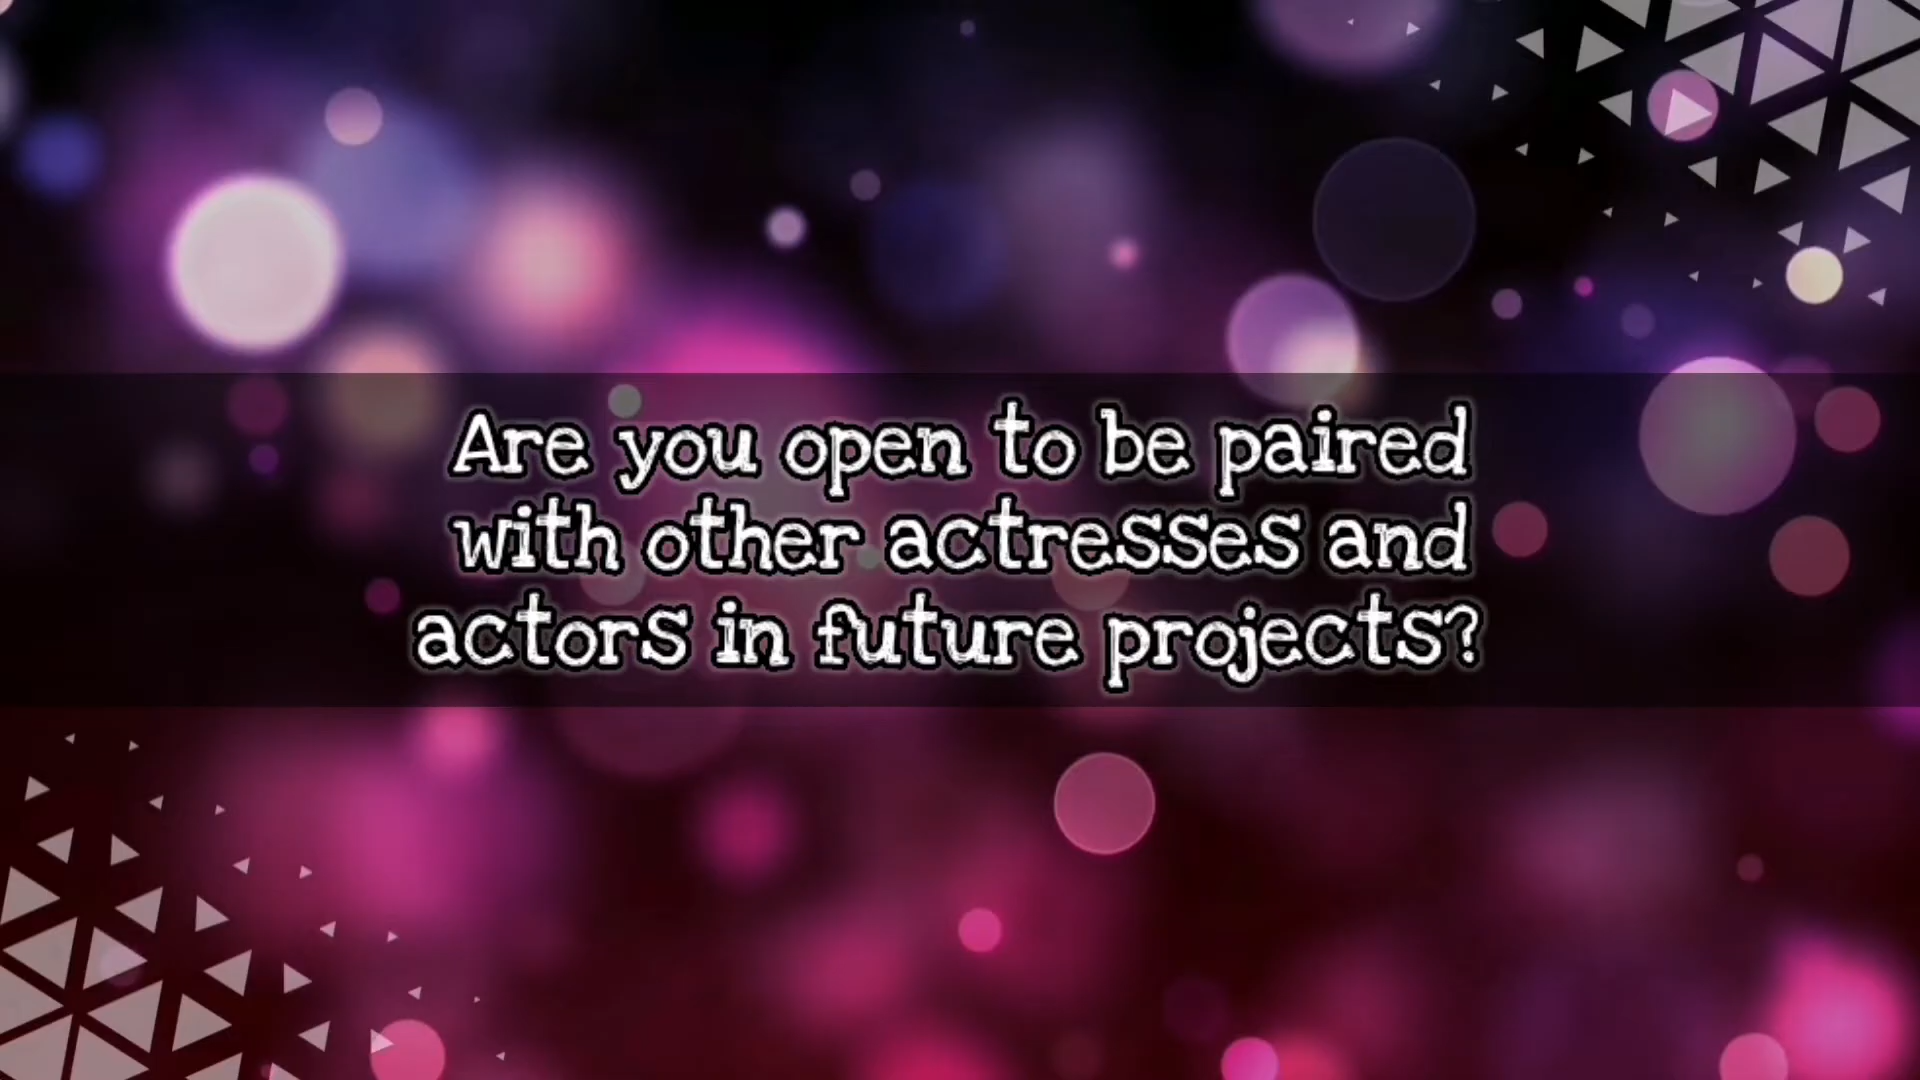 Are you open to be paired
with other actresses and
actors in future projects?